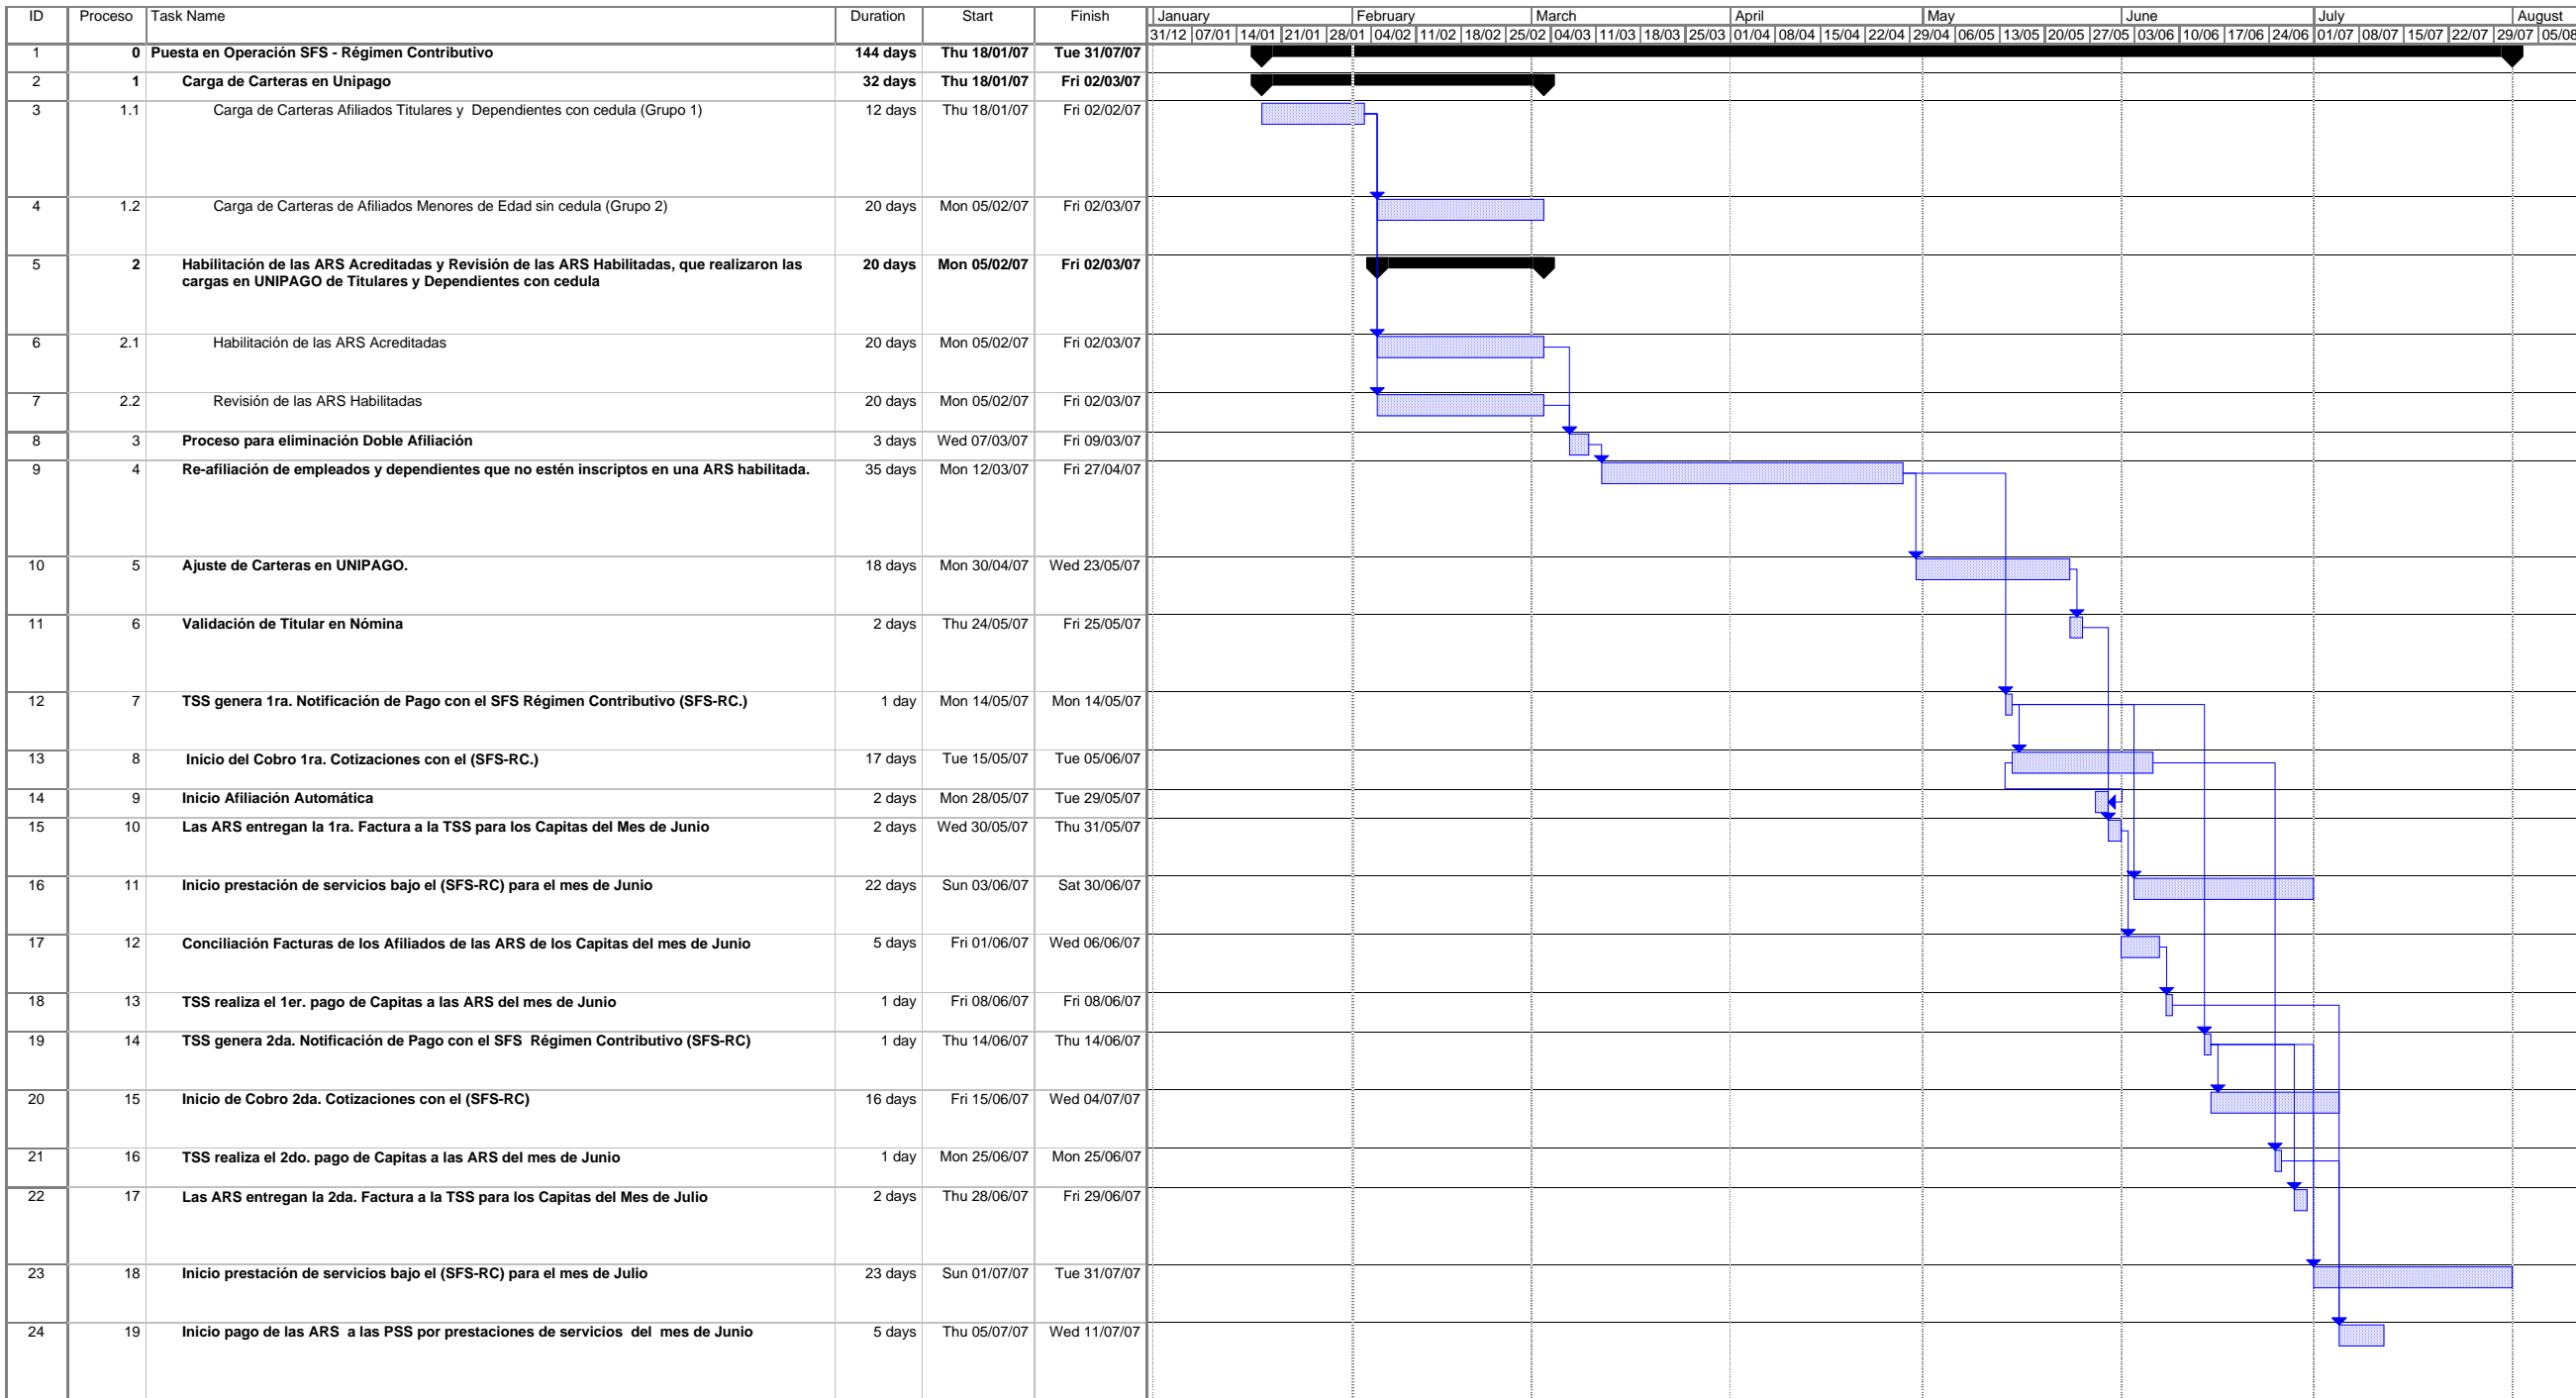 ID Proceso Task Name Duration Start Finish January February March April May June July August
31/12 07/01 14/01 21/01 28/01 04/02 11/02 18/02 25/02 04/03 11/03 18/03 25/03 01/04 08/04 15/04 22/04 29/04 06/05 13/05 20/05 27/05 03/06 10/06 17/06 24/06 01/07 08/07 15/07 22/07 29/07 05/08
1 0 Puesta en Operación SFS - Régimen Contributivo 144 days Thu 18/01/07 Tue 31/07/07
2 1 Carga de Carteras en Unipago 32 days Thu 18/01/07 Fri 02/03/07
3 1.1 Carga de Carteras Afiliados Titulares y Dependientes con cedula (Grupo 1) 12 days Thu 18/01/07 Fri 02/02/07
4 1.2 Carga de Carteras de Afiliados Menores de Edad sin cedula (Grupo 2) 20 days Mon 05/02/07 Fri 02/03/07
5 2 Habilitación de las ARS Acreditadas y Revisión de las ARS Habilitadas, que realizaron las 20 days Mon 05/02/07 Fri 02/03/07
cargas en UNIPAGO de Titulares y Dependientes con cedula
6 2.1 Habilitación de las ARS Acreditadas 20 days Mon 05/02/07 Fri 02/03/07
7 2.2 Revisión de las ARS Habilitadas 20 days Mon 05/02/07 Fri 02/03/07
8 3 Proceso para eliminación Doble Afiliación 3 days Wed 07/03/07 Fri 09/03/07
9 4 Re-afiliación de empleados y dependientes que no estén inscriptos en una ARS habilitada. 35 days Mon 12/03/07 Fri 27/04/07
10 5 Ajuste de Carteras en UNIPAGO. 18 days Mon 30/04/07 Wed 23/05/07
11 6 Validación de Titular en Nómina 2 days Thu 24/05/07 Fri 25/05/07
12 7 TSS genera 1ra. Notificación de Pago con el SFS Régimen Contributivo (SFS-RC.) 1 day Mon 14/05/07 Mon 14/05/07
13 8 Inicio del Cobro 1ra. Cotizaciones con el (SFS-RC.) 17 days Tue 15/05/07 Tue 05/06/07
14 9 Inicio Afiliación Automática 2 days Mon 28/05/07 Tue 29/05/07
15 10 Las ARS entregan la 1ra. Factura a la TSS para los Capitas del Mes de Junio 2 days Wed 30/05/07 Thu 31/05/07
16 11 Inicio prestación de servicios bajo el (SFS-RC) para el mes de Junio 22 days Sun 03/06/07 Sat 30/06/07
17 12 Conciliación Facturas de los Afiliados de las ARS de los Capitas del mes de Junio 5 days Fri 01/06/07 Wed 06/06/07
18 13 TSS realiza el 1er. pago de Capitas a las ARS del mes de Junio 1 day Fri 08/06/07 Fri 08/06/07
19 14 TSS genera 2da. Notificación de Pago con el SFS Régimen Contributivo (SFS-RC) 1 day Thu 14/06/07 Thu 14/06/07
20 15 Inicio de Cobro 2da. Cotizaciones con el (SFS-RC) 16 days Fri 15/06/07 Wed 04/07/07
21 16 TSS realiza el 2do. pago de Capitas a las ARS del mes de Junio 1 day Mon 25/06/07 Mon 25/06/07
22 17 Las ARS entregan la 2da. Factura a la TSS para los Capitas del Mes de Julio 2 days Thu 28/06/07 Fri 29/06/07
23 18 Inicio prestación de servicios bajo el (SFS-RC) para el mes de Julio 23 days Sun 01/07/07 Tue 31/07/07
24 19 Inicio pago de las ARS a las PSS por prestaciones de servicios del mes de Junio 5 days Thu 05/07/07 Wed 11/07/07